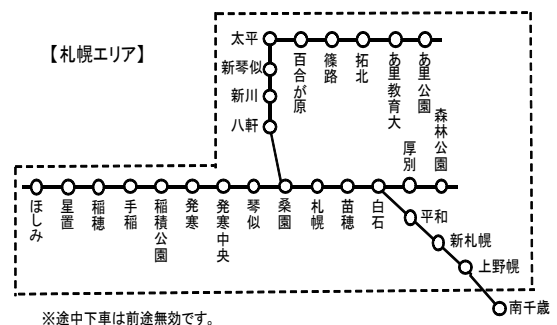 【札幌エリア】
太平
新琴似
新川
八軒
百合が原
篠路
拓北
あ里教育大
あ里公園
森林公園
厚別
ほしみ
星置
稲穂
手稲
稲積公園
発寒
発寒中央
琴似
桑園
札幌
苗穂
白石
平和
新札幌
上野幌
南千歳
※途中下車は前途無効です。